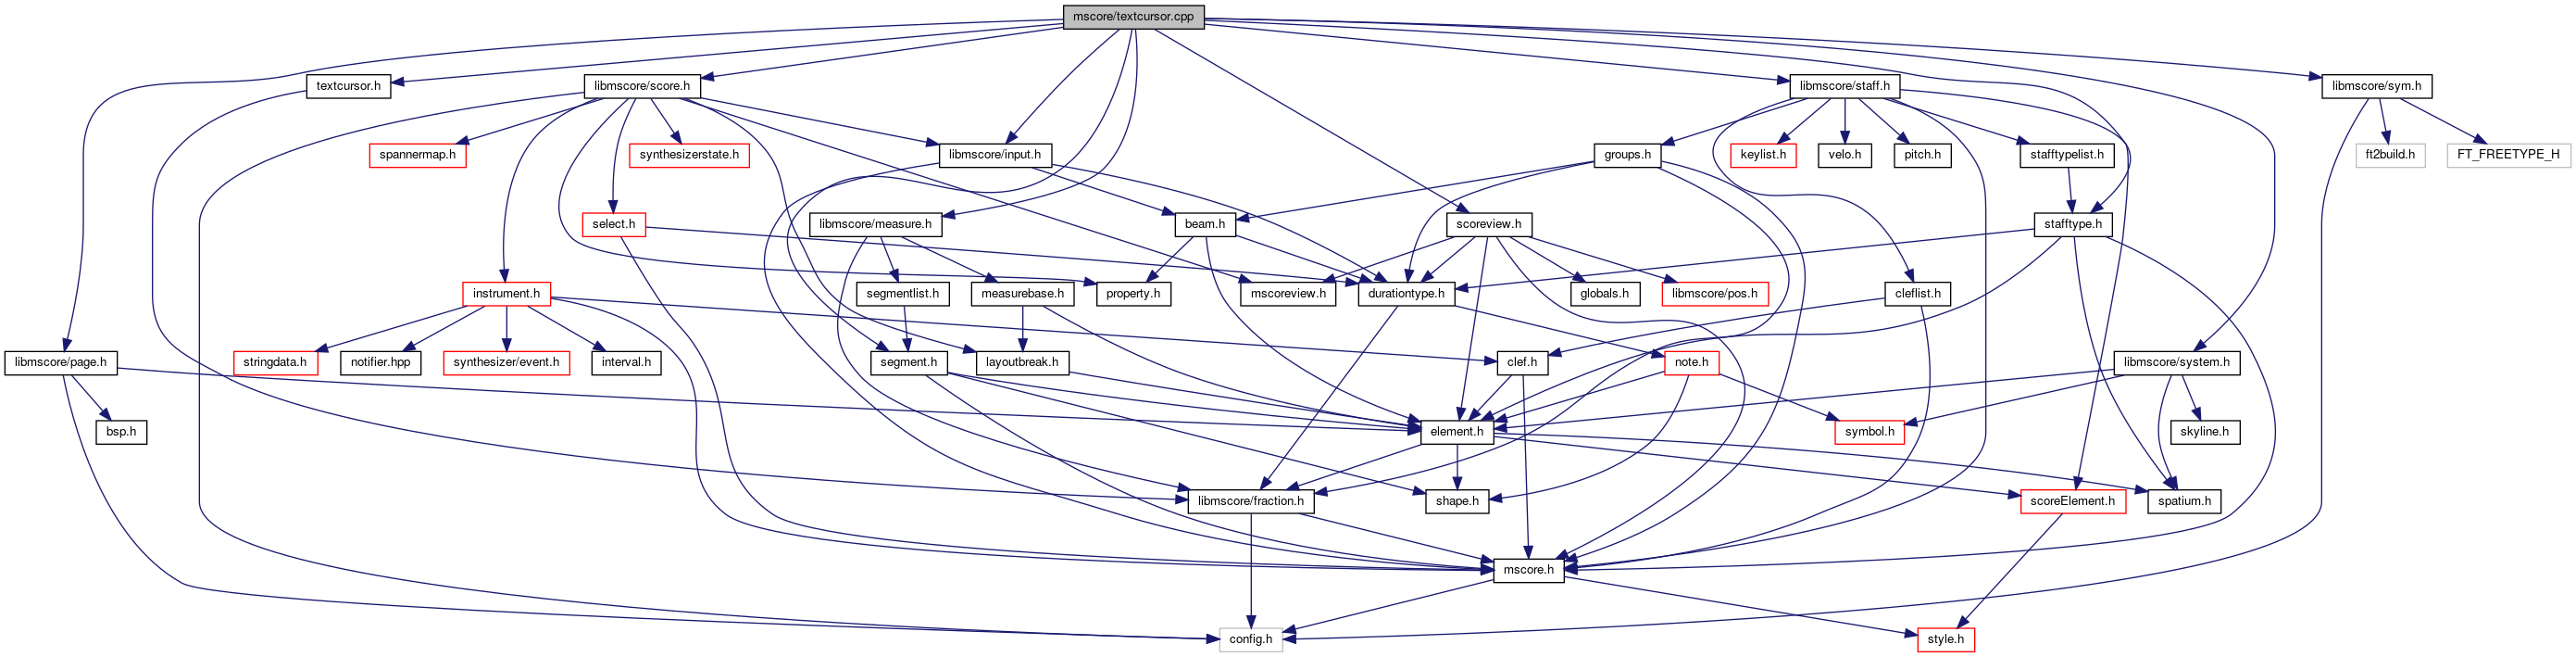 mscore/textcursor.cpp
textcursor.h
libmscore/score.h
libmscore/staff.h
libmscore/sym.h
spannermap.h
synthesizerstate.h
libmscore/input.h
groups.h
keylist.h
velo.h
pitch.h
stafftypelist.h
ft2build.h
FT_FREETYPE_H
select.h
libmscore/measure.h
beam.h
scoreview.h
stafftype.h
instrument.h
segmentlist.h
measurebase.h
property.h
mscoreview.h
durationtype.h
globals.h
libmscore/pos.h
cleflist.h
libmscore/page.h
stringdata.h
notifier.hpp
synthesizer/event.h
interval.h
segment.h
layoutbreak.h
clef.h
note.h
libmscore/system.h
bsp.h
element.h
symbol.h
skyline.h
libmscore/fraction.h
shape.h
scoreElement.h
spatium.h
mscore.h
config.h
style.h